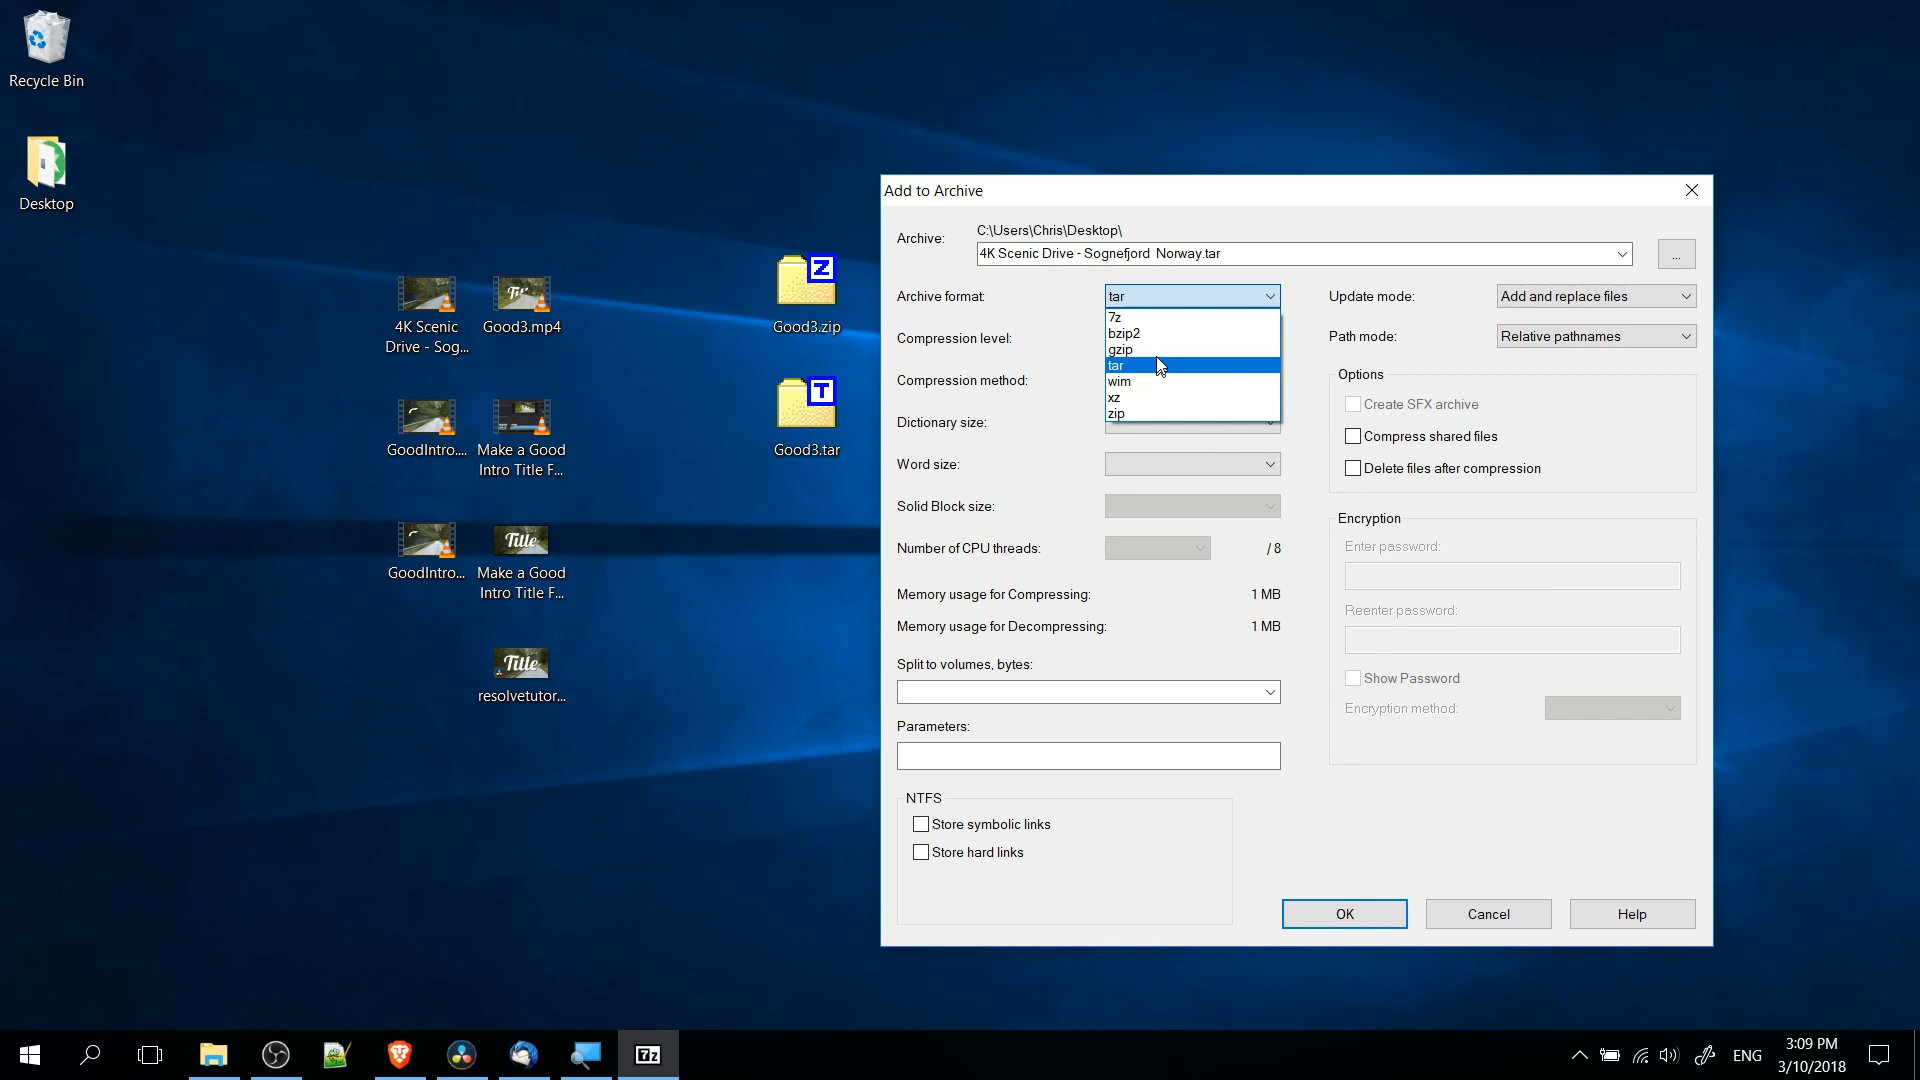 Recycle Bin
Desktop
4K Scenic
Drive - Sog...
Good3.mp4
GoodIntro....
Make a Good
Intro Title F...
GoodIntro...
Title
Make a Good
Intro Title F...
Title
resolvetutor...
Z
Good3.zip
T
Good3.tar
Add to Archive
Archive:
C:\Users\Chris\Desktop\
4K Scenic Drive - Sognefjord  Norway.tar
...
Archive format:
tar
7z
bzip2
gzip
tar
wim
xz
zip
Compression level:
Compression method:
Dictionary size:
Word size:
Solid Block size:
Number of CPU threads:
/ 8
Memory usage for Compressing:
1 MB
Memory usage for Decompressing:
1 MB
Split to volumes, bytes:
Parameters:
NTFS
Store symbolic links
Store hard links
Update mode:
Add and replace files
Path mode:
Relative pathnames
Options
Create SFX archive
Compress shared files
Delete files after compression
Encryption
Enter password:
Reenter password:
Show Password
Encryption method:
OK
Cancel
Help
7z
ENG
3:09 PM
3/10/2018